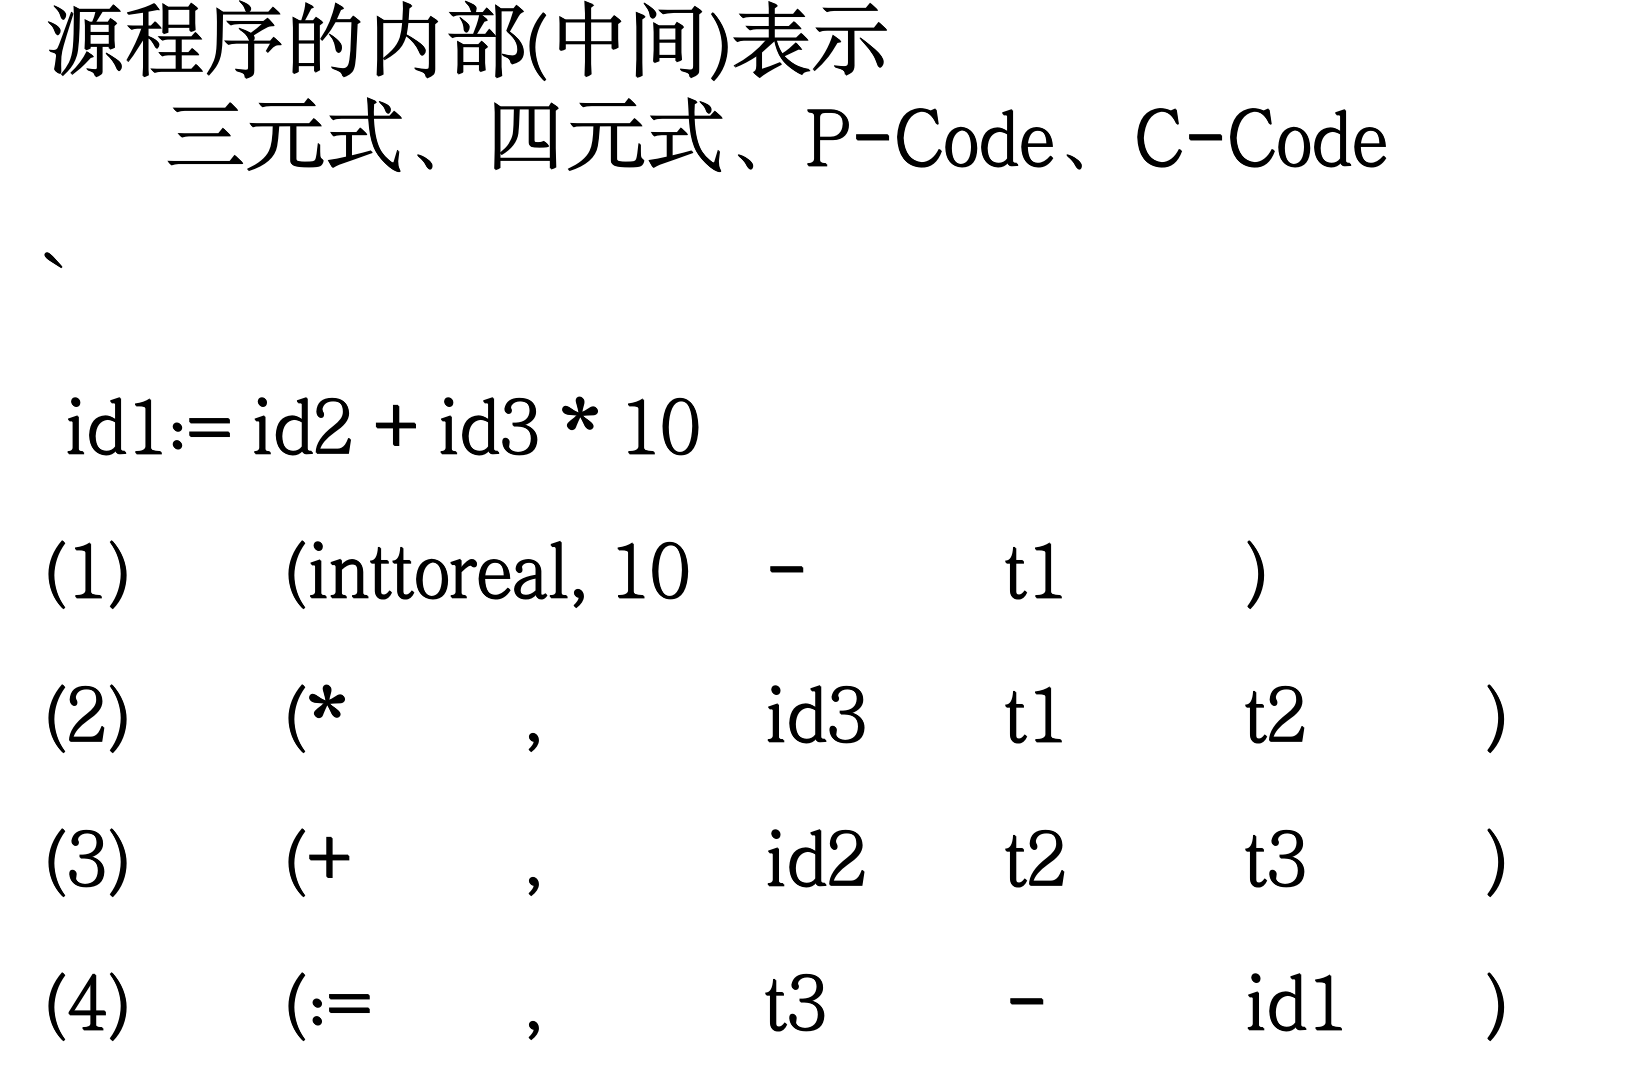 源程序的内部(中间)表示
三元式、四元式、P-Code、C-Code
、
id1:= id2 + id3 * 10
(1) (inttoreal, 10 - t1 )
(2) (* , id3 t1 t2 )
(3) (+ , id2 t2 t3 )
(4) (:= , t3 - id1 )